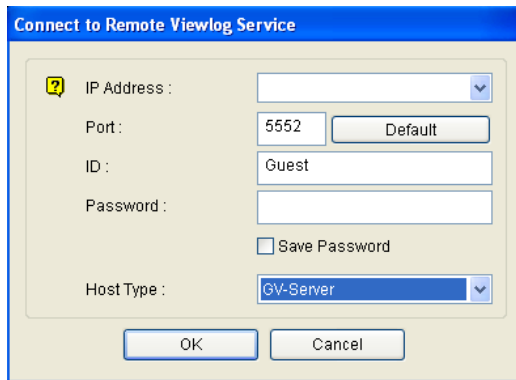 Connect to Remote Viewlog Service
?
IP Address :
Port : 5552 Default
ID : Guest
Password :
Save Password
Host Type : GV-Server
OK Cancel